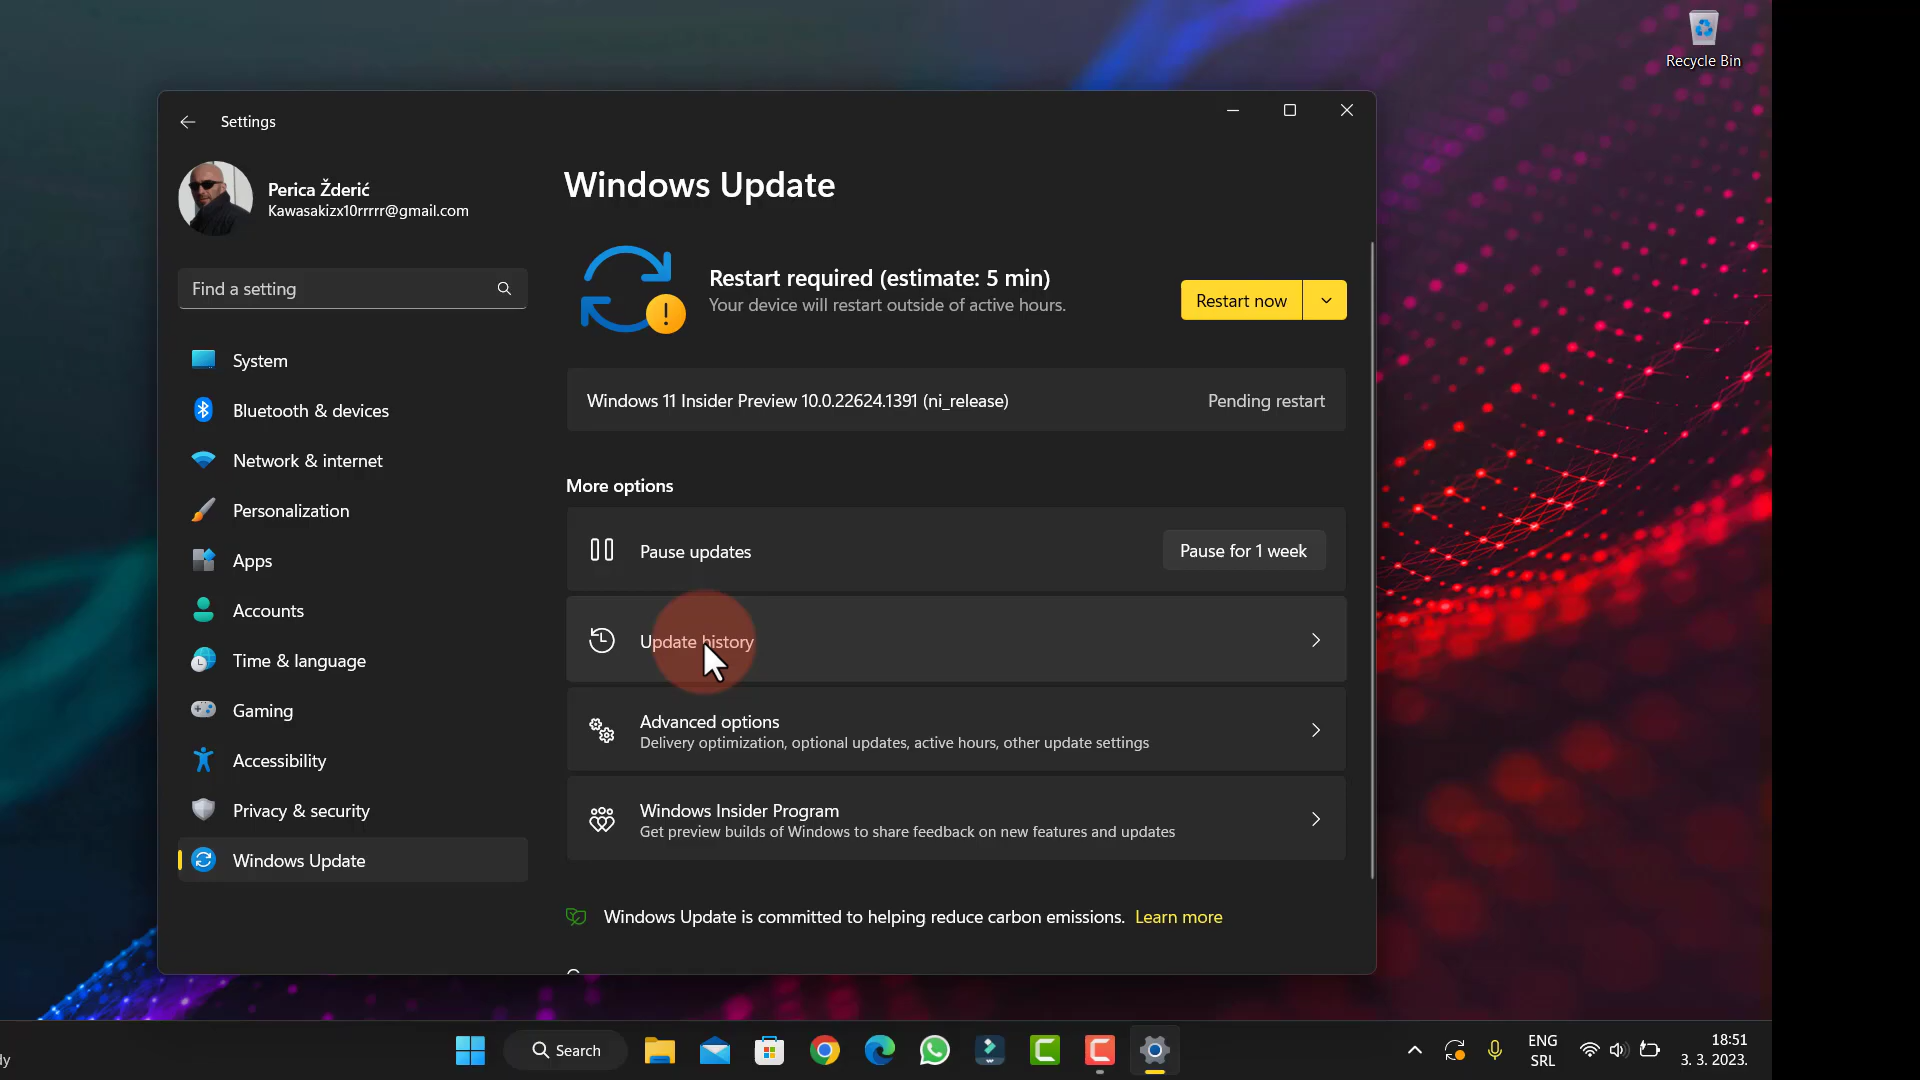 Recycle Bin
Settings
Perica Žderić
Kawasakizx10rrrrr@gmail.com
Find a setting
System
Bluetooth & devices
Network & internet
Personalization
Apps
Accounts
Time & language
Gaming
Accessibility
Privacy & security
Windows Update
Windows Update
Restart required (estimate: 5 min)
Your device will restart outside of active hours.
Restart now
Windows 11 Insider Preview 10.0.22624.1391 (ni_release)
Pending restart
More options
Pause updates
Pause for 1 week
Update history
Advanced options
Delivery optimization, optional updates, active hours, other update settings
Windows Insider Program
Get preview builds of Windows to share feedback on new features and updates
Windows Update is committed to helping reduce carbon emissions. Learn more
Search
ENG
SRL
18:51
3. 3. 2023.